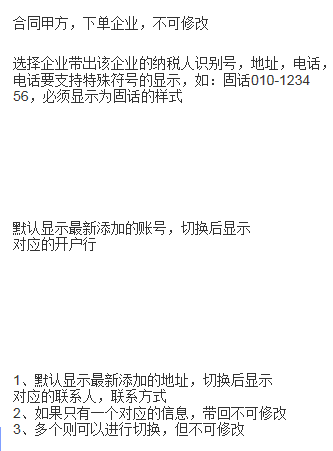 合同甲方，下单企业，不可修改
选择企业带出该企业的纳税人识别号，地址，电话，
电话要支持特殊符号的显示，如：固话010-1234
56，必须显示为固话的样式
默认显示最新添加的账号，切换后显示
对应的开户行
1、默认显示最新添加的地址，切换后显示
对应的联系人，联系方式
2、如果只有一个对应的信息，带回不可修改
3、多个则可以进行切换，但不可修改